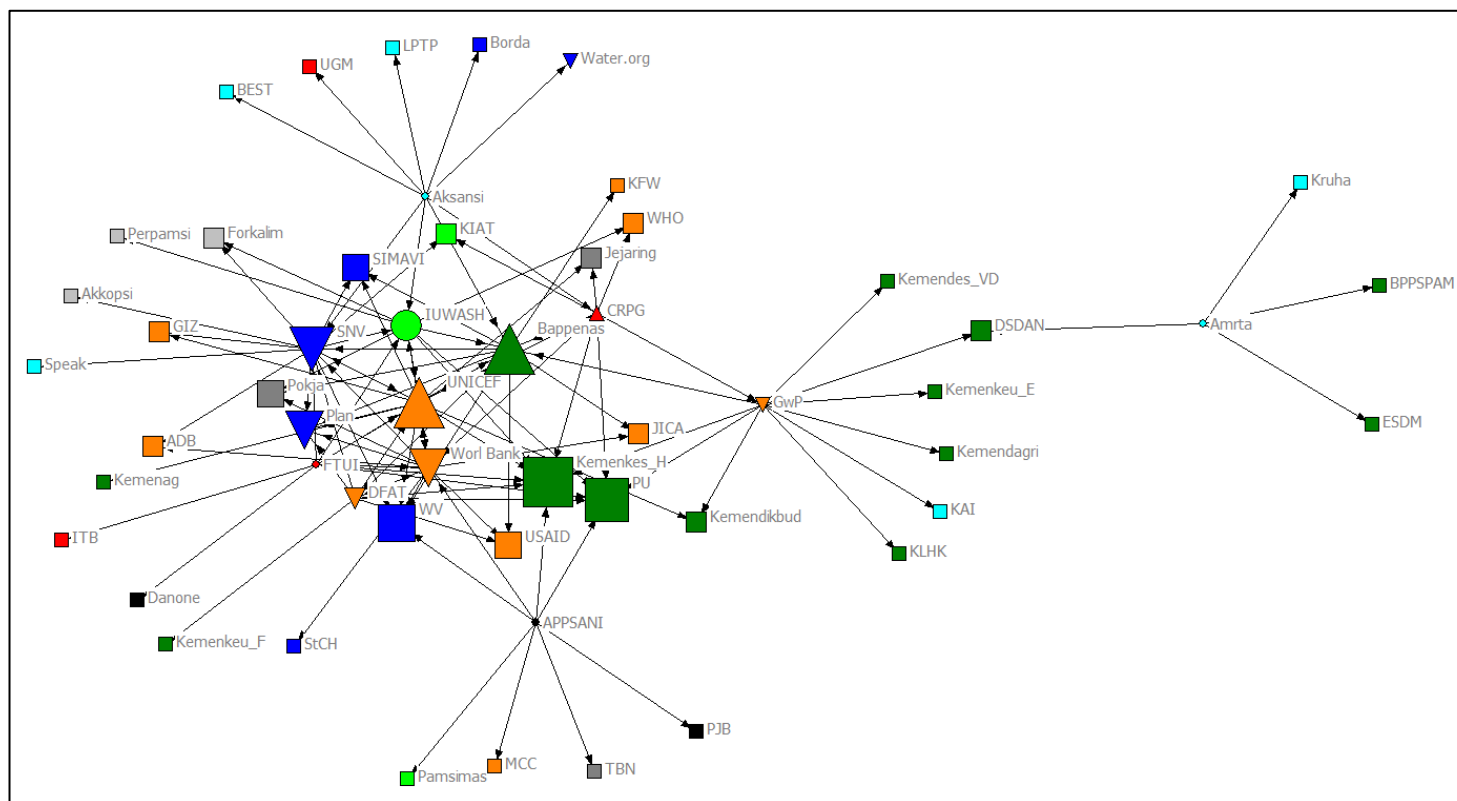 LPTP
Borda
Water.org
UGM
BEST
Kruha
KFW
Aksansi
WHO
KIAT
Perpamsi
Forkalim
Jejaring
SIMAVI
Kemendes_VD
BPPSPAM
Akkopsi
CRPG
IUWASH
GIZ
SNV
Bappenas
DSDAN
Amrta
Speak
UNICEF
Pokja
Kemenkeu_E
GwP
Plan
ESDM
JICA
ADB
Worl Bank
Kemenkes_H
Kemendagri
FTUI
Kemenag
PU
DFAT
WV
KAI
Kemendikbud
ITB
USAID
KLHK
Danone
APPSANI
Kemenkeu_F
StCH
PJB
MCC
TBN
Pamsimas